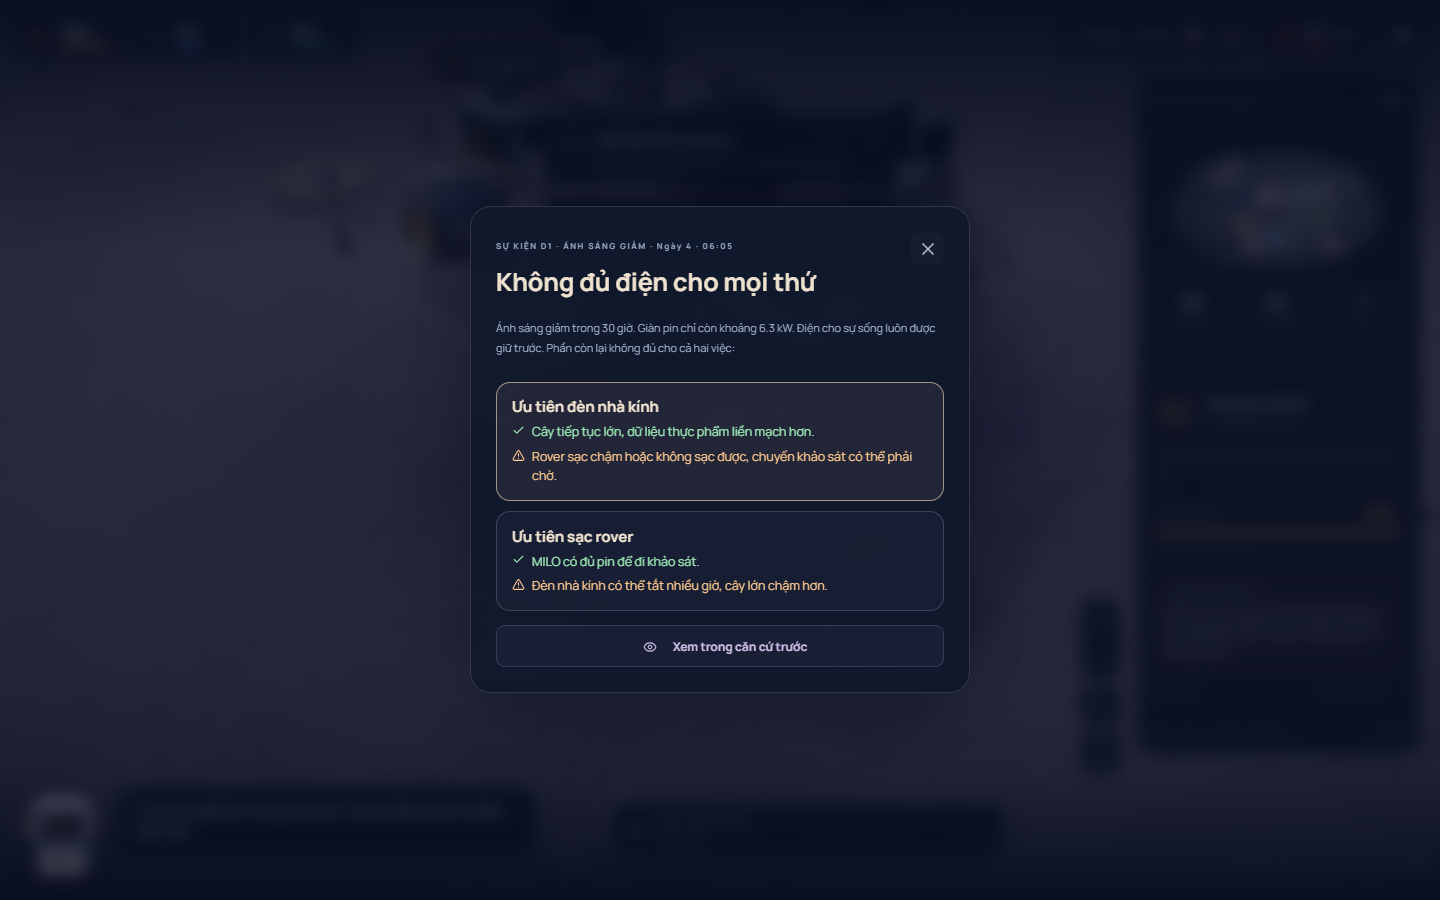 SỰ KIỆN D1 · ÁNH SÁNG GIẢM · Ngày 4 · 06:05
Không đủ điện cho mọi thứ
Ánh sáng giảm trong 30 giờ. Giàn pin chỉ còn khoảng 6.3 kW. Điện cho sự sống luôn được
giữ trước. Phần còn lại không đủ cho cả hai việc:
Ưu tiên đèn nhà kính
Cây tiếp tục lớn, dữ liệu thực phẩm liền mạch hơn.
Rover sạc chậm hoặc không sạc được, chuyến khảo sát có thể phải
chờ.
Ưu tiên sạc rover
MILO có đủ pin để đi khảo sát.
Đèn nhà kính có thể tắt nhiều giờ, cây lớn chậm hơn.
Xem trong căn cứ trước